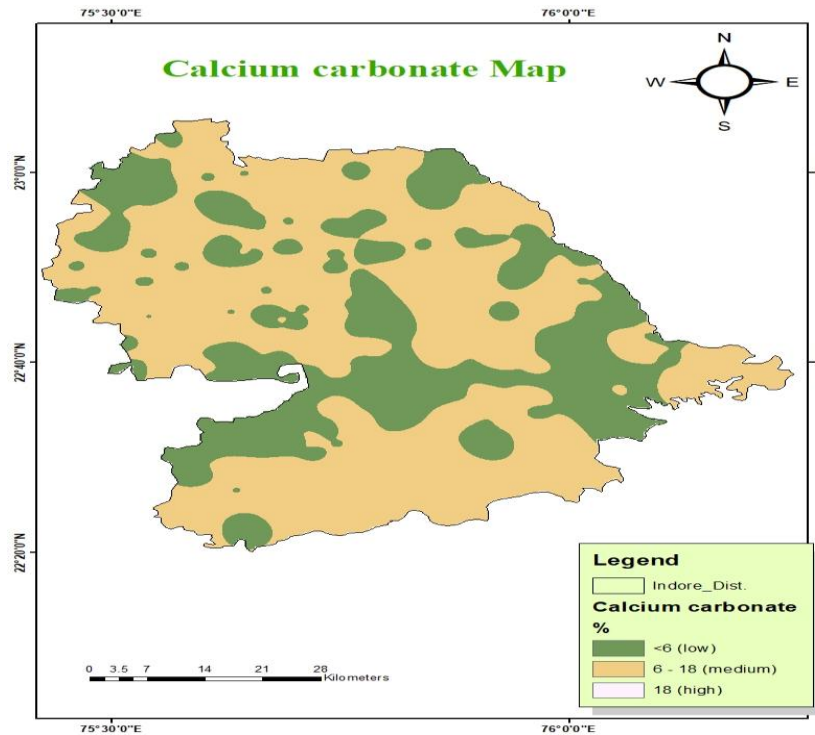 75°30'0"E 76°0'0"E
Calcium carbonate Map
N
W E
S
23°0'0"N
22°40'0"N
22°20'0"N
Legend
Indore_Dist.
Calcium carbonate
%
<6 (low)
6 - 18 (medium)
18 (high)
0 3.5 7 14 21 28
Kilometers
75°30'0"E 76°0'0"E